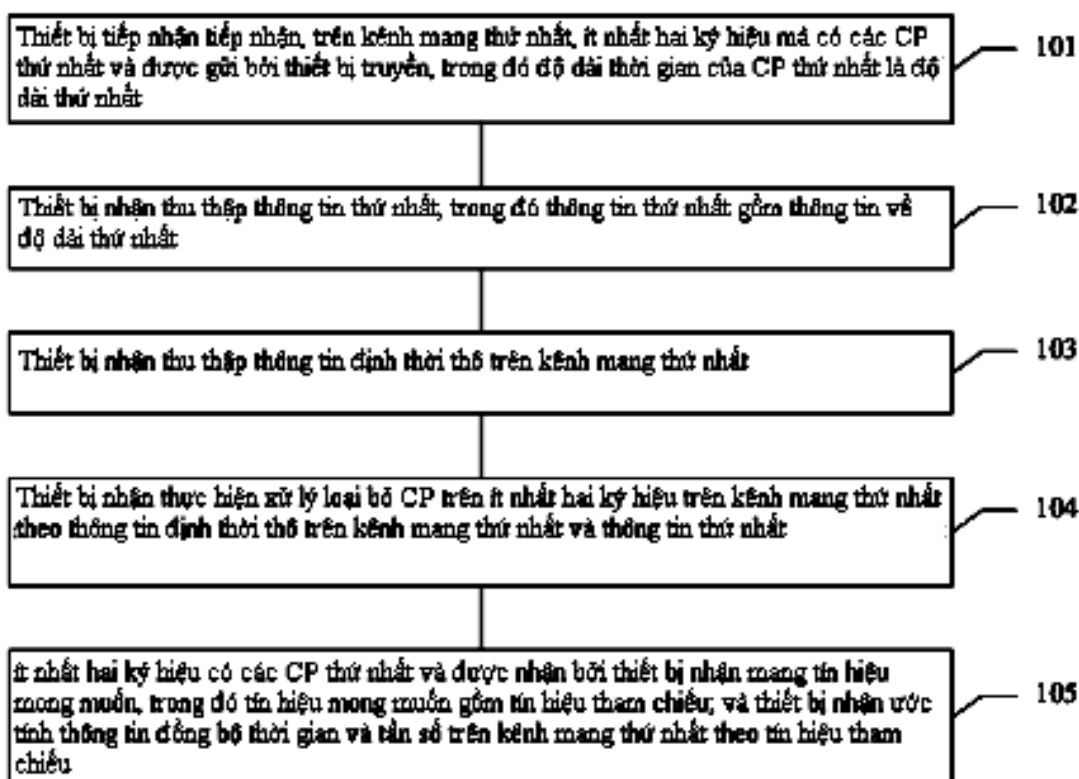 Thiết bị tiếp nhận tiếp nhận, trên kênh mang thứ nhất, ít nhất hai ký hiệu mà có các CP
thứ nhất và được gửi bởi thiết bị truyền, trong đó độ dài thời gian của CP thứ nhất là độ
dài thứ nhất
101
Thiết bị nhận thu thập thông tin thứ nhất, trong đó thông tin thứ nhất gồm thông tin về
độ dài thứ nhất
102
Thiết bị nhận thu thập thông tin định thời thô trên kênh mang thứ nhất
103
Thiết bị nhận thực hiện xử lý loại bỏ CP trên ít nhất hai ký hiệu trên kênh mang thứ nhất
theo thông tin định thời thô trên kênh mang thứ nhất và thông tin thứ nhất
104
ít nhất hai ký hiệu có các CP thứ nhất và được nhận bởi thiết bị nhận mang tín hiệu
mong muốn, trong đó tín hiệu mong muốn gồm tín hiệu tham chiếu; và thiết bị nhận ước
tính thông tin đồng bộ thời gian và tần số trên kênh mang thứ nhất theo tín hiệu tham
chiếu
105